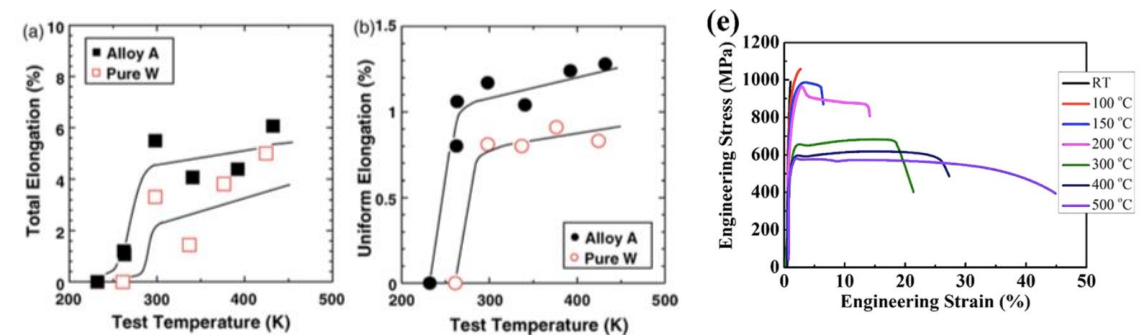 (a)
10
8
6
4
2
0
Total Elongation (%)
Alloy A
Pure W
200 300 400 500
Test Temperature (K)
(b)
1.5
1
0.5
0
Uniform Elongation (%)
Alloy A
Pure W
200 300 400 500
Test Temperature (K)
(e)
1200
1000
800
600
400
200
0
Engineering Stress (MPa)
RT
100 °C
150 °C
200 °C
300 °C
400 °C
500 °C
0 10 20 30 40 50
Engineering Strain (%)